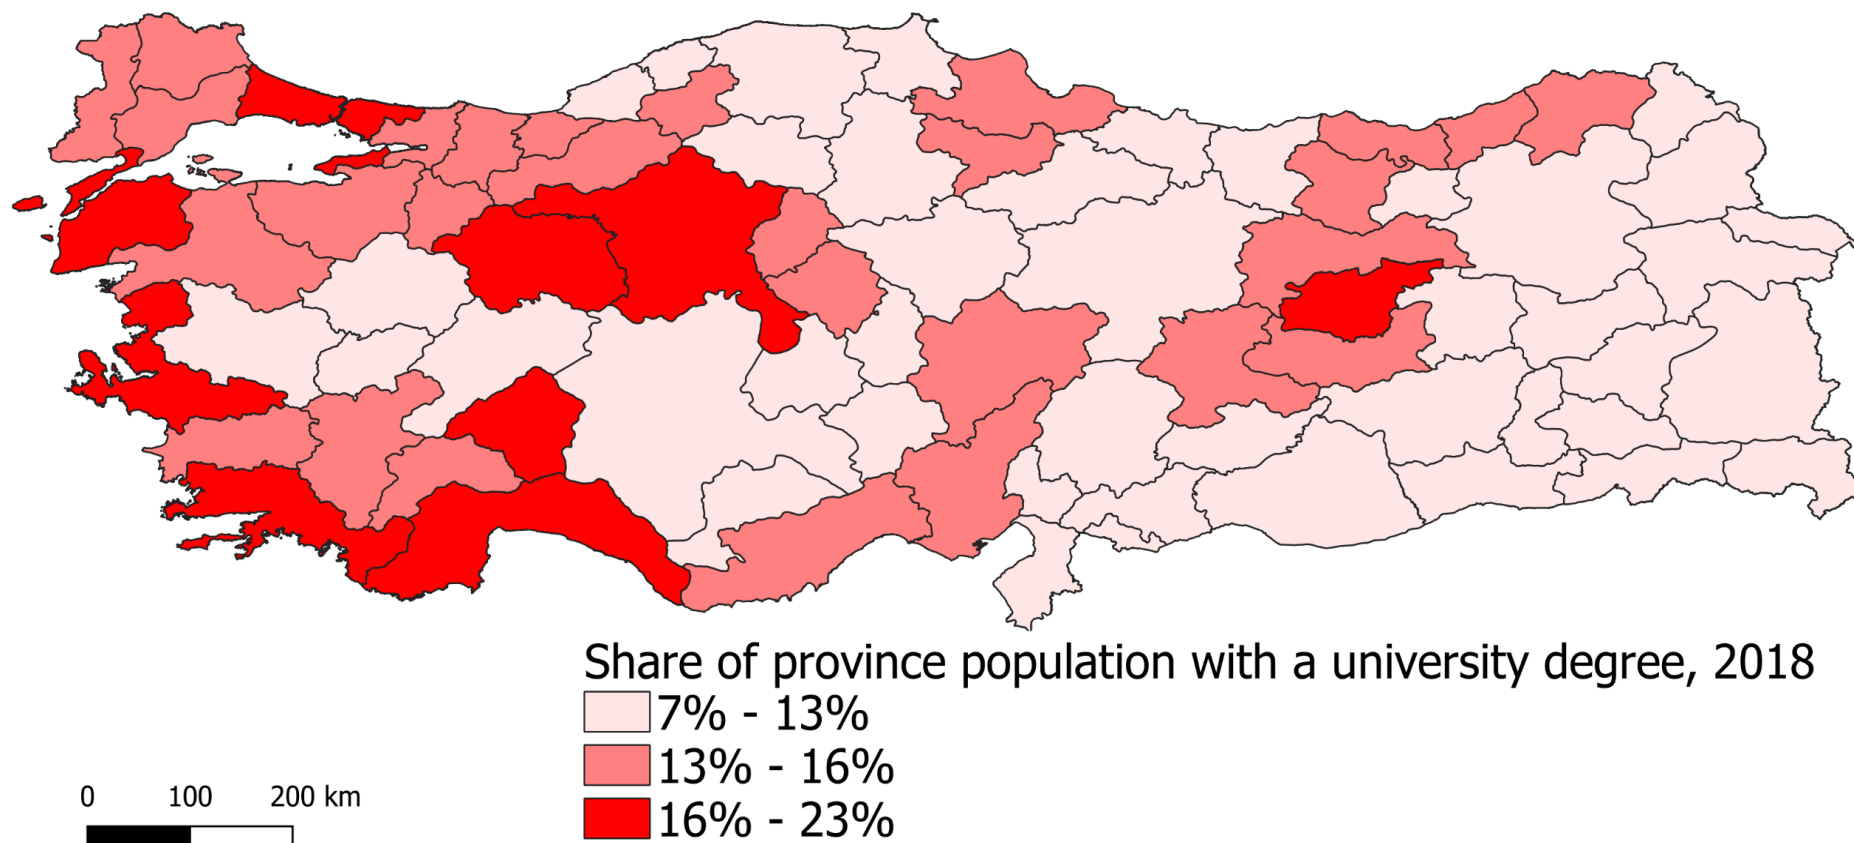 Share of province population with a university degree, 2018
7% - 13%
13% - 16%
16% - 23%
0 100 200 km